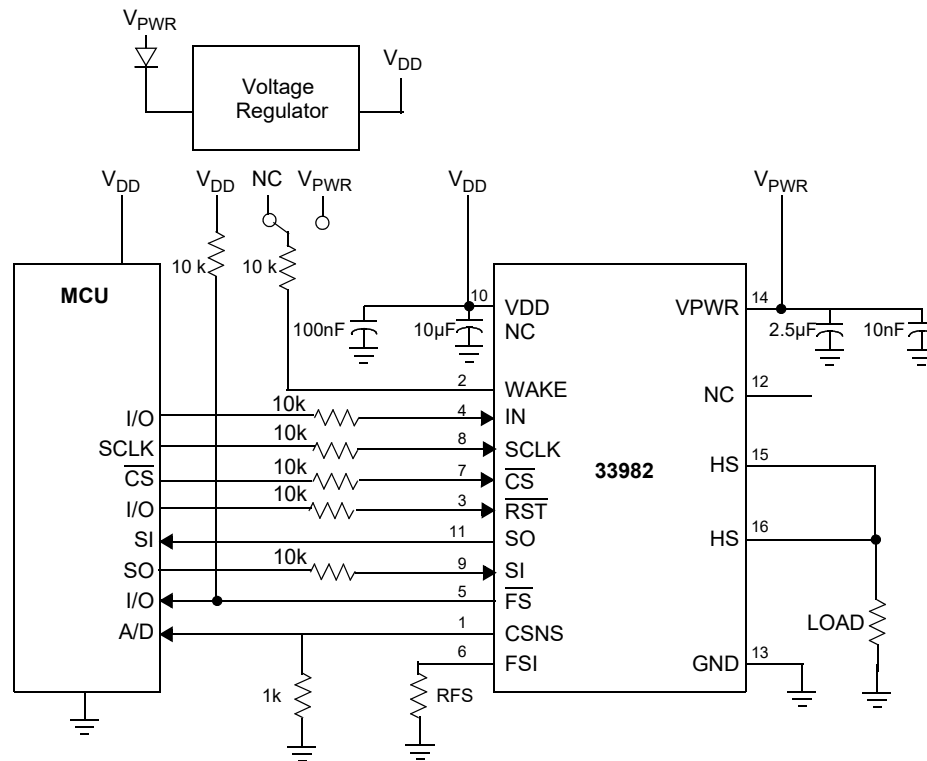 VPWR
Voltage
Regulator
VDD
VDD
VDD
NC
VPWR
VDD
VPWR
10 k
10 k
MCU
10
VDD
NC
VPWR
14
100nF
10µF
2.5µF
10nF
2
WAKE
NC
12
I/O
10k
4
IN
SCLK
10k
8
SCLK
33982
HS
15
CS
10k
7
CS
I/O
10k
3
RST
HS
16
SI
11
SO
SO
10k
9
SI
I/O
5
FS
LOAD
A/D
1
CSNS
6
FSI
GND
13
1k
RFS